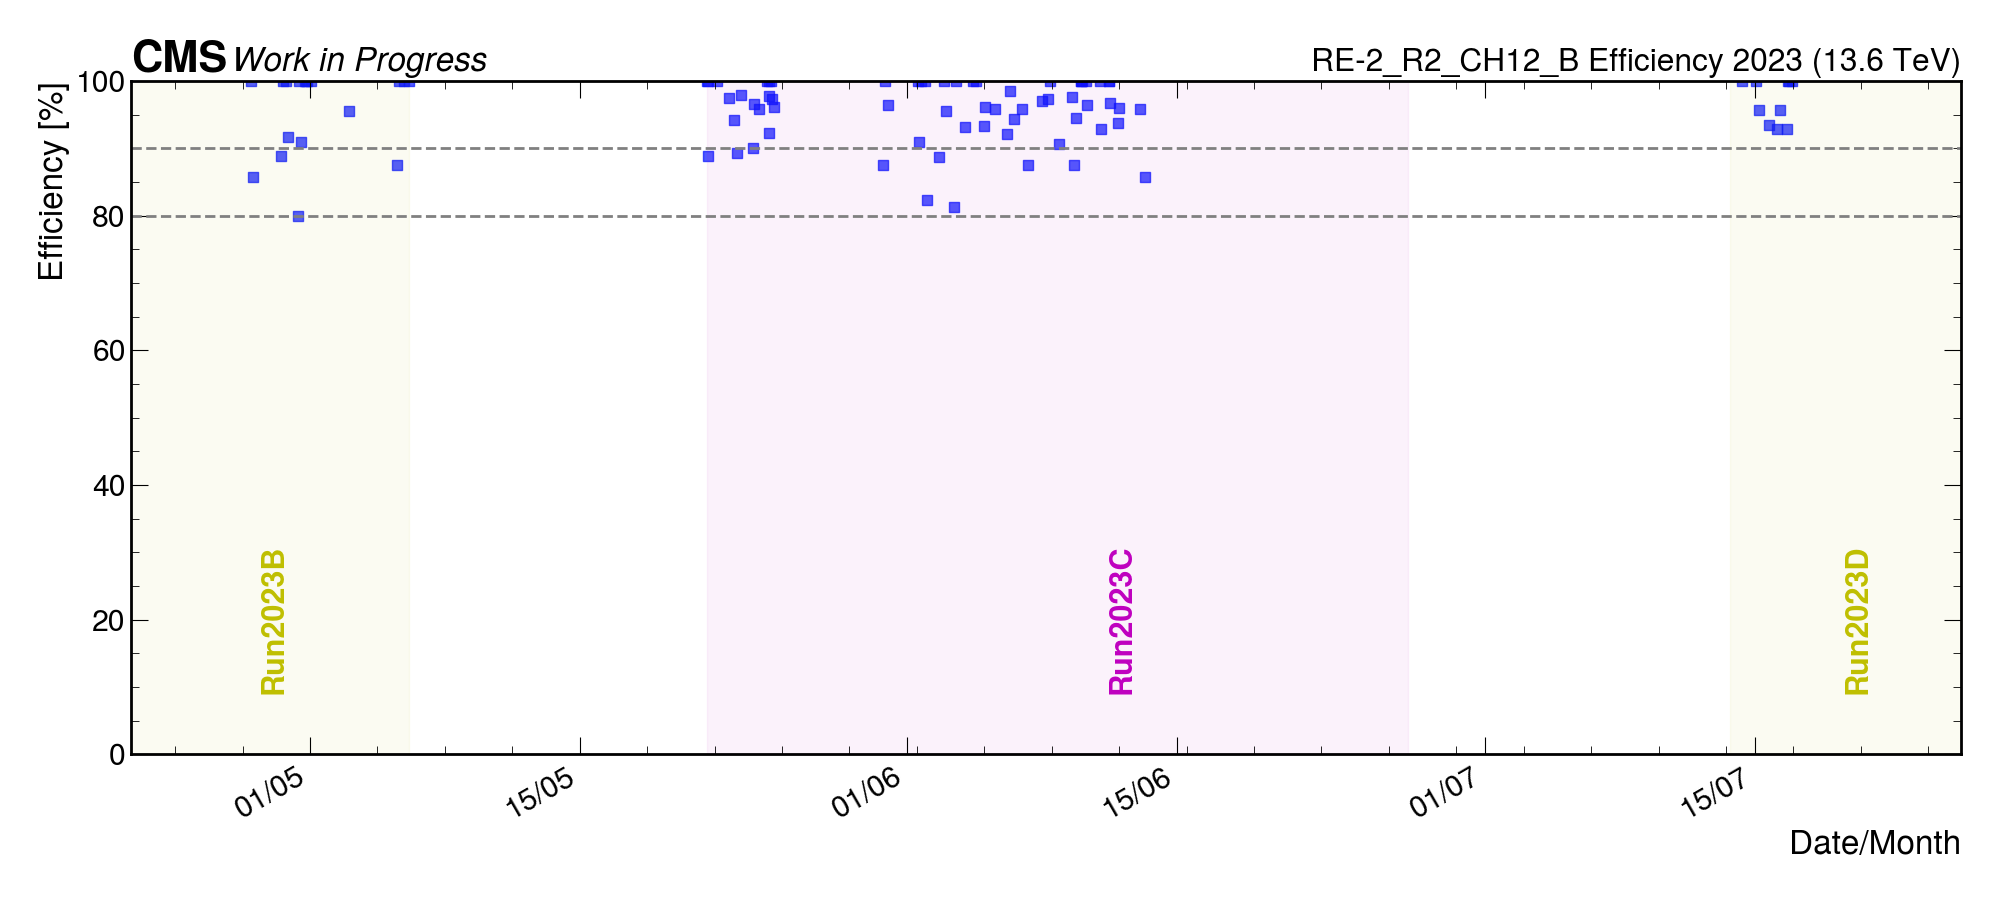 CMS Work in Progress
RE-2_R2_CH12_B Efficiency 2023 (13.6 TeV)
Efficiency [%]
100
80
60
40
20
0
Run2023B
Run2023C
Run2023D
01/05
15/05
01/06
15/06
01/07
15/07
Date/Month